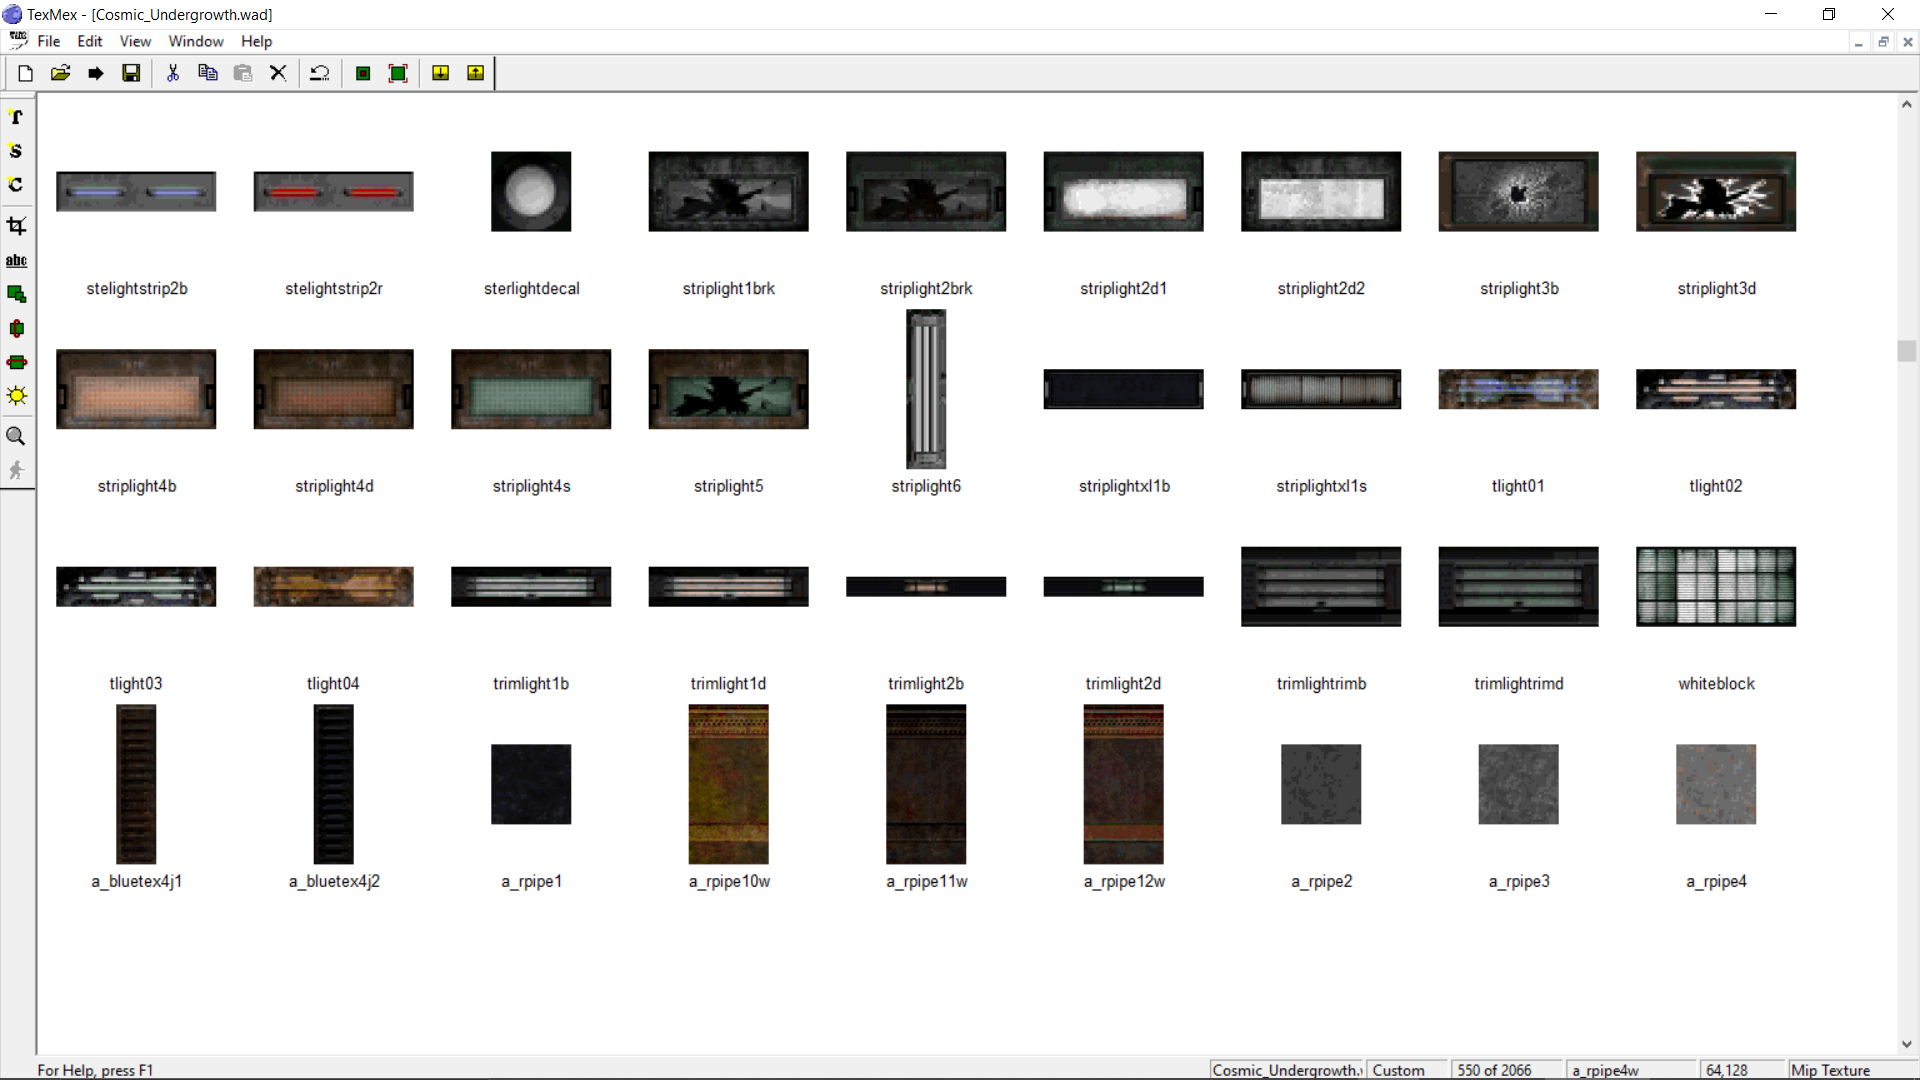 TexMex - [Cosmic_Undergrowth.wad]
File Edit View Window Help
T
S
C
abc
stelightstrip2b stelightstrip2r sterlightdecal striplight1brk striplight2brk striplight2d1 striplight2d2 striplight3b striplight3d
striplight4b striplight4d striplight4s striplight5 striplight6 striplightxl1b striplightxl1s tlight01 tlight02
tlight03 tlight04 trimlight1b trimlight1d trimlight2b trimlight2d trimlightrimb trimlightrimd whiteblock
a_bluetex4j1 a_bluetex4j2 a_rpipe1 a_rpipe10w a_rpipe11w a_rpipe12w a_rpipe2 a_rpipe3 a_rpipe4
For Help, press F1 Cosmic_Undergrowth. Custom 550 of 2066 a_rpipe4w 64,128 Mip Texture